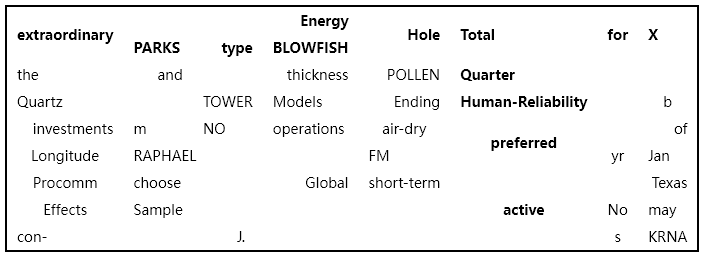 extraordinary PARKS type Energy BLOWFISH Hole Total for X
the and thickness POLLEN Quarter
Quartz TOWER Models Ending Human-Reliability b
investments m NO operations air-dry preferred of
Longitude RAPHAEL FM yr Jan
Procomm choose Global short-term Texas
Effects Sample active No may
con- J. s KRNA